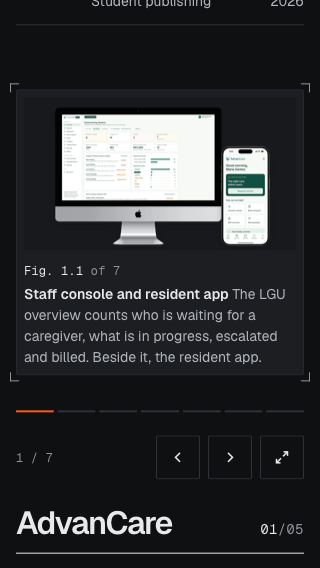 Student publishing 2026
Fig. 1.1 of 7
Staff console and resident app The LGU
overview counts who is waiting for a
caregiver, what is in progress, escalated
and billed. Beside it, the resident app.
1 / 7
AdvanCare 01/05